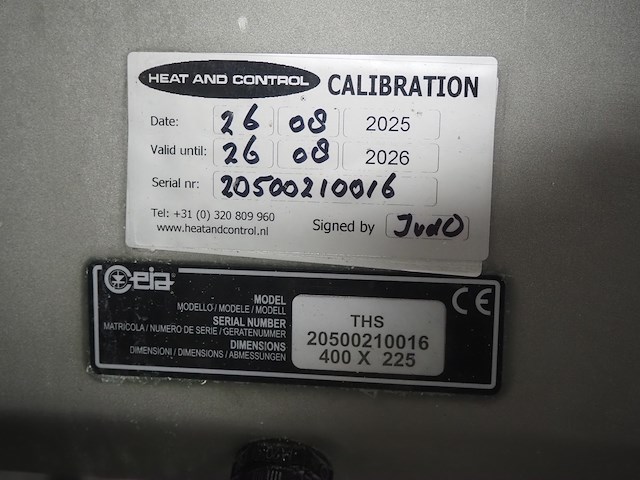 HEAT AND CONTROL CALIBRATION
Date: 26 08 2025
Valid until: 26 08 2026
Serial nr: 20500210016
Tel: +31 (0) 320 809 960
www.heatandcontrol.nl Signed by JvdO
ceia CE
MODEL THS
MODELLO / MODELE / MODELL
SERIAL NUMBER 20500210016
MATRICOLA / NUMERO DE SERIE / GERATENUMMER
DIMENSIONS 400 X 225
DIMENSIONI / DIMENSIONS / ABMESSUNGEN